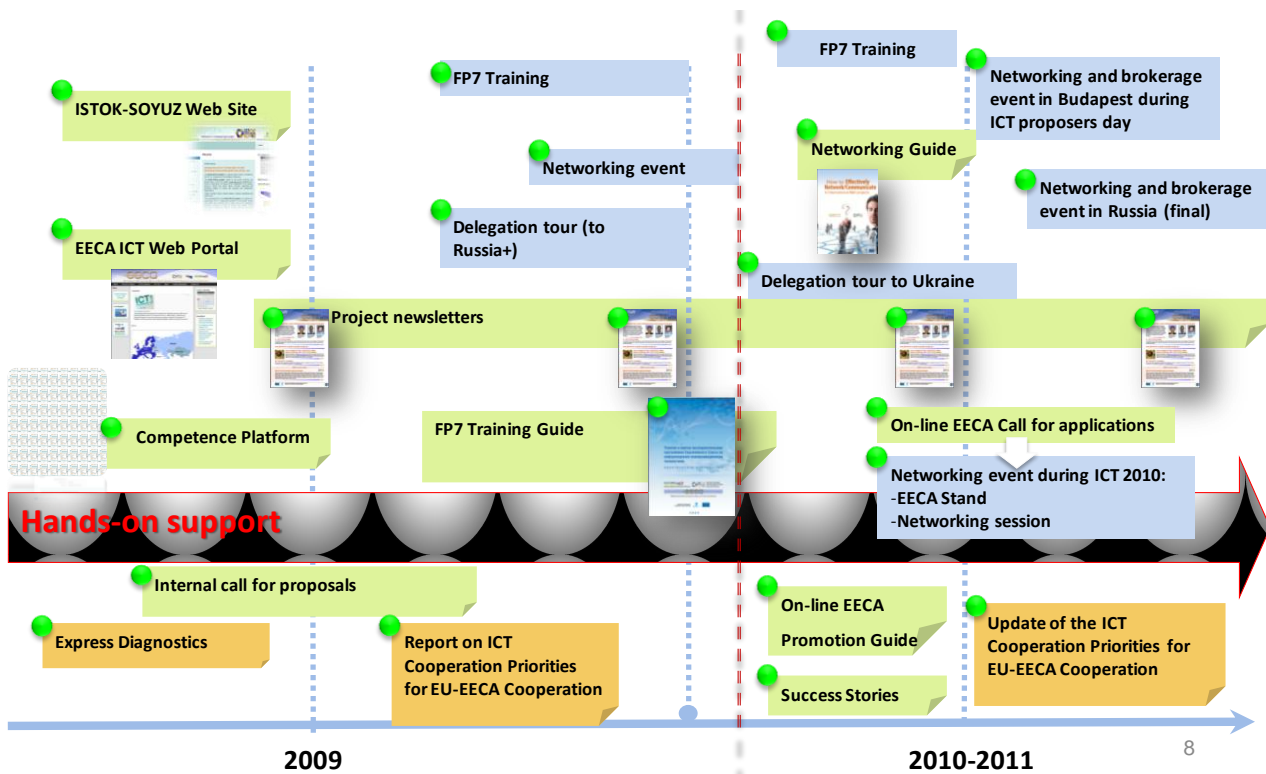 FP7 Training
FP7 Training
ISTOK-SOYUZ Web Site
Networking and brokerage
event in Budapest during
ICT proposers day
Networking event
Networking Guide
Effectively
Network/Communicate
Networking and brokerage
event in Russia (final)
Delegation tour (to
Russia+)
EECA ICT Web Portal
EECA
ICT
Delegation tour to Ukraine
Project newsletters
Competence Platform
FP7 Training Guide
On-line EECA Call for applications
Networking event during ICT 2010:
-EECA Stand
-Networking session
Hands-on support
Internal call for proposals
On-line EECA
Promotion Guide
Express Diagnostics
Report on ICT
Cooperation Priorities
for EU-EECA Cooperation
Update of the ICT
Cooperation Priorities for
EU-EECA Cooperation
Success Stories
2009
2010-2011
8